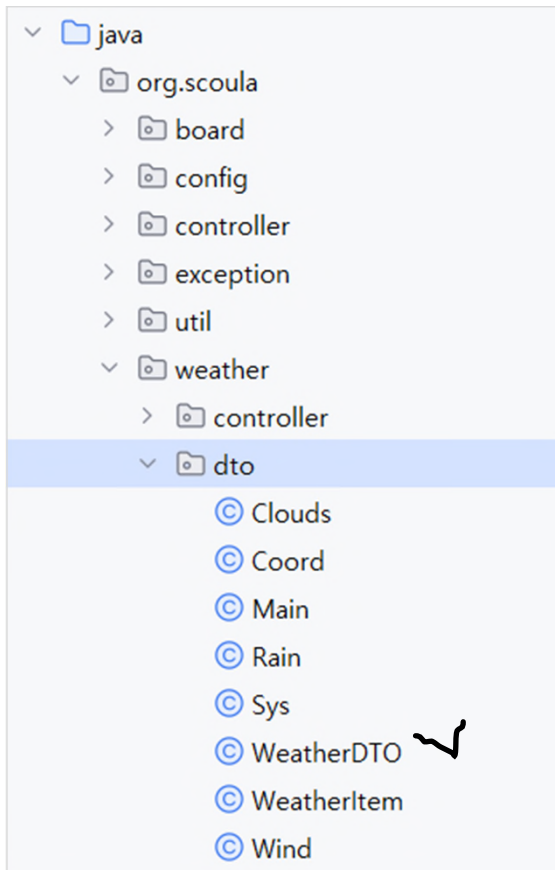 java
org.scoula
board
config
controller
exception
util
weather
controller
dto
Clouds
Coord
Main
Rain
Sys
WeatherDTO
WeatherItem
Wind